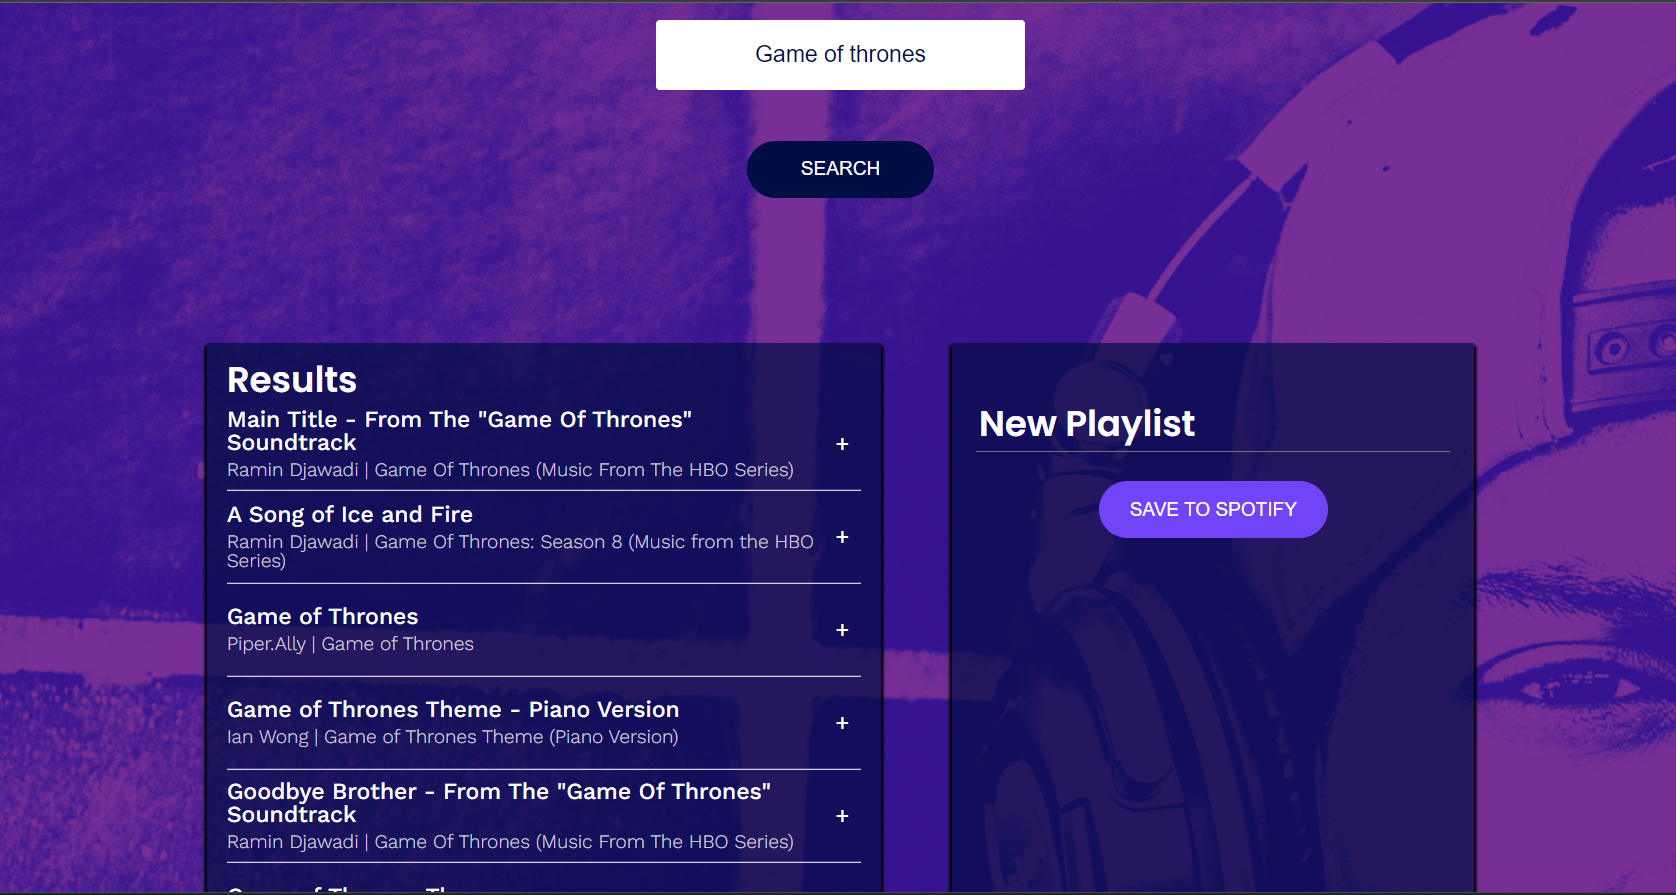 Game of thrones
SEARCH
Results
Main Title - From The "Game Of Thrones"
Soundtrack
+
Ramin Djawadi | Game Of Thrones (Music From The HBO Series)
A Song of Ice and Fire
Ramin Djawadi | Game Of Thrones: Season 8 (Music from the HBO
Series)
+
Game of Thrones
Piper.Ally | Game of Thrones
+
Game of Thrones Theme - Piano Version
Ian Wong | Game of Thrones Theme (Piano Version)
+
Goodbye Brother - From The "Game Of Thrones"
Soundtrack
+
Ramin Djawadi | Game Of Thrones (Music From The HBO Series)
New Playlist
SAVE TO SPOTIFY